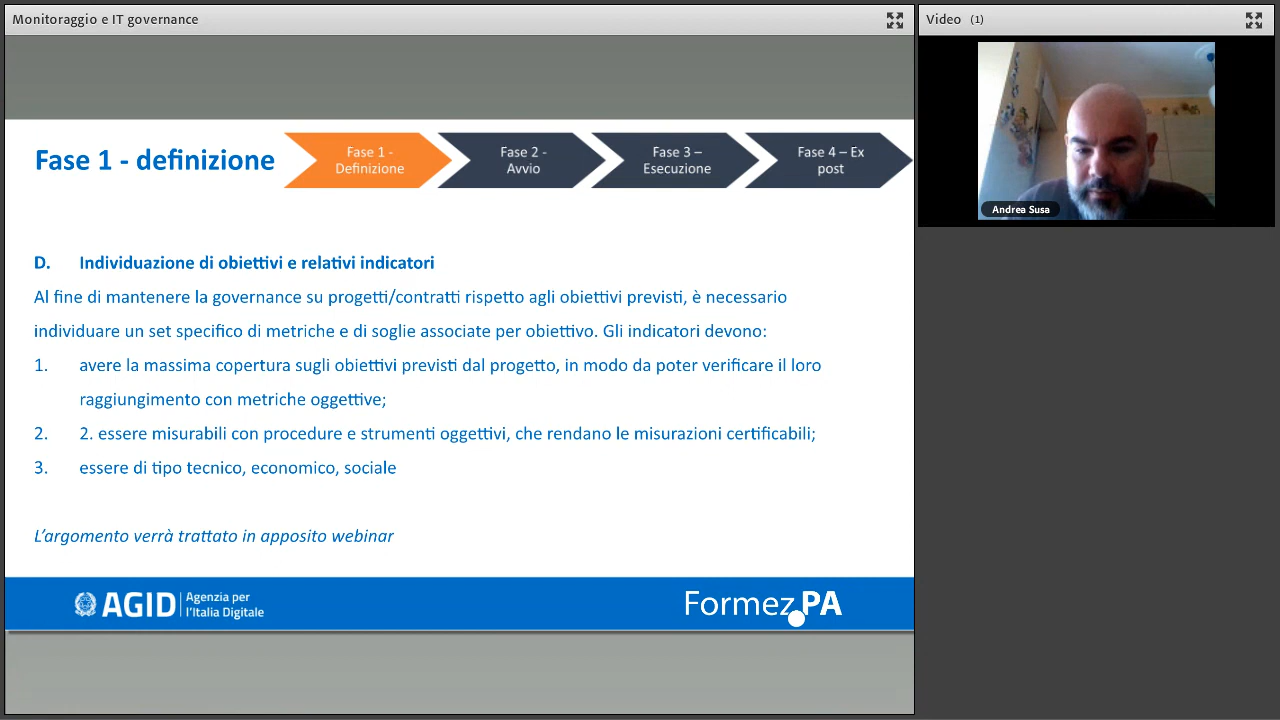 Monitoraggio e IT governance
Video (1)
Fase 1 - definizione
Fase 1 -
Definizione
Fase 2 -
Avvio
Fase 3 –
Esecuzione
Fase 4 – Ex
post
Andrea Susa
D. Individuazione di obiettivi e relativi indicatori
Al fine di mantenere la governance su progetti/contratti rispetto agli obiettivi previsti, è necessario
individuare un set specifico di metriche e di soglie associate per obiettivo. Gli indicatori devono:
1. avere la massima copertura sugli obiettivi previsti dal progetto, in modo da poter verificare il loro
raggiungimento con metriche oggettive;
2. 2. essere misurabili con procedure e strumenti oggettivi, che rendano le misurazioni certificabili;
3. essere di tipo tecnico, economico, sociale
L’argomento verrà trattato in apposito webinar
AGID
Agenzia per
l’Italia Digitale
Formez PA